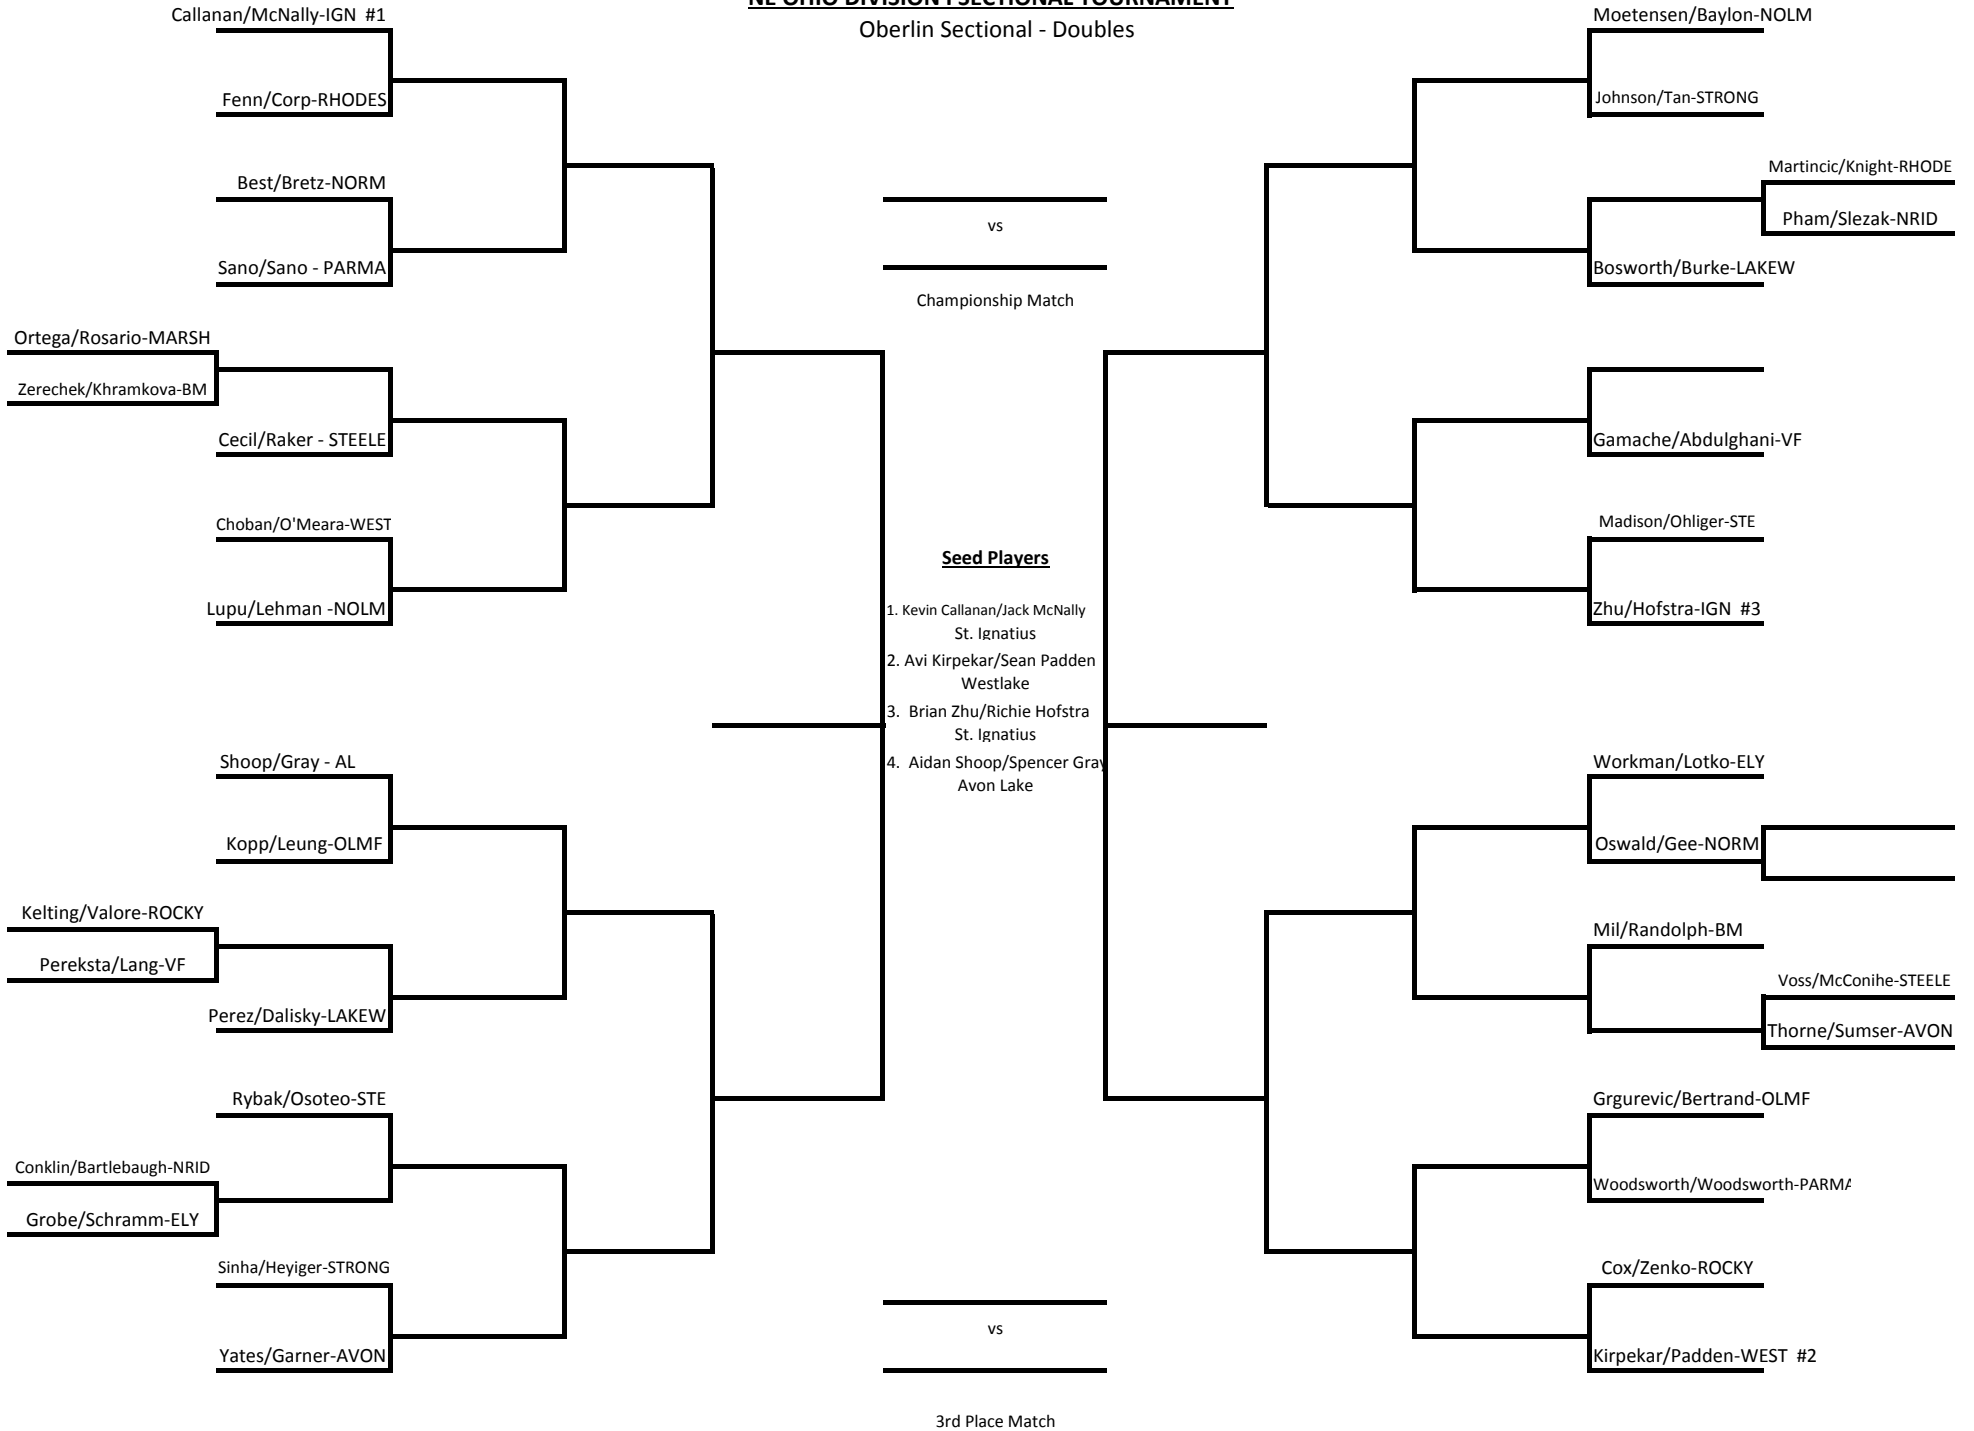 NE OHIO DIVISION I SECTIONAL TOURNAMENT
Oberlin Sectional - Doubles
Callanan/McNally-IGN #1
Fenn/Corp-RHODES
Best/Bretz-NORM
Sano/Sano - PARMA
Ortega/Rosario-MARSH
Zerechek/Khramkova-BM
Cecil/Raker - STEELE
Choban/O'Meara-WEST
Lupu/Lehman -NOLM
Shoop/Gray - AL
Kopp/Leung-OLMF
Kelting/Valore-ROCKY
Pereksta/Lang-VF
Perez/Dalisky-LAKEW
Rybak/Osoteo-STE
Conklin/Bartlebaugh-NRID
Grobe/Schramm-ELY
Sinha/Heyiger-STRONG
Yates/Garner-AVON
vs
Championship Match
Seed Players
1. Kevin Callanan/Jack McNally
St. Ignatius
2. Avi Kirpekar/Sean Padden
Westlake
3. Brian Zhu/Richie Hofstra
St. Ignatius
4. Aidan Shoop/Spencer Gray
Avon Lake
vs
3rd Place Match
Moetensen/Baylon-NOLM
Johnson/Tan-STRONG
Martincic/Knight-RHODE
Pham/Slezak-NRID
Bosworth/Burke-LAKEW
Gamache/Abdulghani-VF
Madison/Ohliger-STE
Zhu/Hofstra-IGN #3
Workman/Lotko-ELY
Oswald/Gee-NORM
Mil/Randolph-BM
Voss/McConihe-STEELE
Thorne/Sumser-AVON
Grgurevic/Bertrand-OLMF
Woodsworth/Woodsworth-PARMA
Cox/Zenko-ROCKY
Kirpekar/Padden-WEST #2